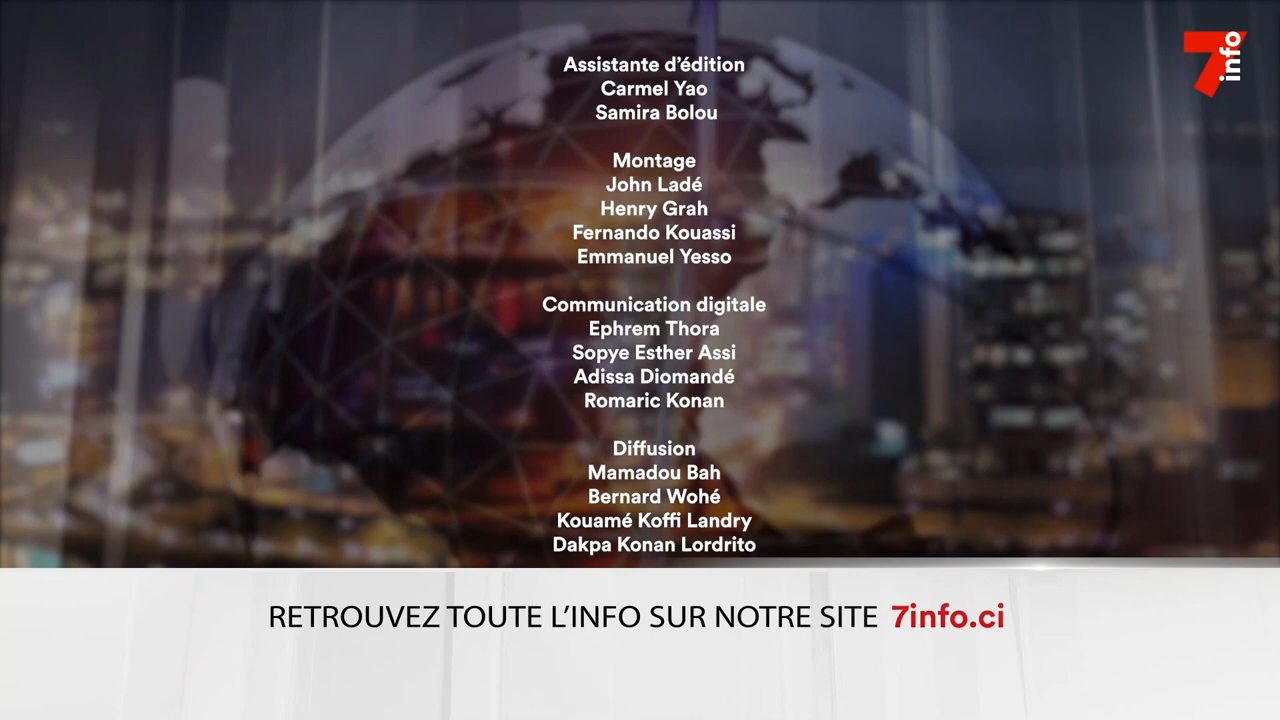 7info
Assistante d’édition
Carmel Yao
Samira Bolou
Montage
John Ladé
Henry Grah
Fernando Kouassi
Emmanuel Yesso
Communication digitale
Ephrem Thora
Sopye Esther Assi
Adissa Diomandé
Romaric Konan
Diffusion
Mamadou Bah
Bernard Wohé
Kouamé Koffi Landry
Dakpa Konan Lordrito
RETROUVEZ TOUTE L’INFO SUR NOTRE SITE 7info.ci